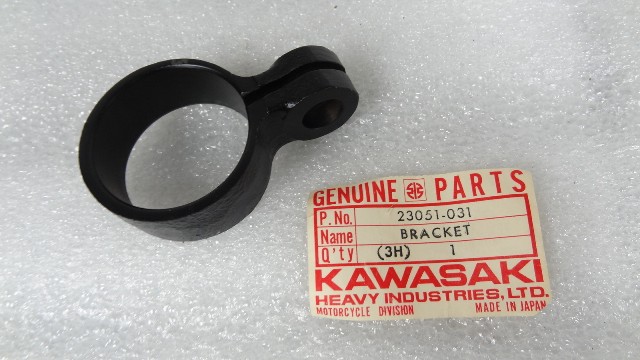 GENUINE PARTS
P.No. 23051-031
Name BRACKET
Q'ty (3H) 1
KAWASAKI
HEAVY INDUSTRIES, LTD.
MOTORCYCLE DIVISION MADE IN JAPAN